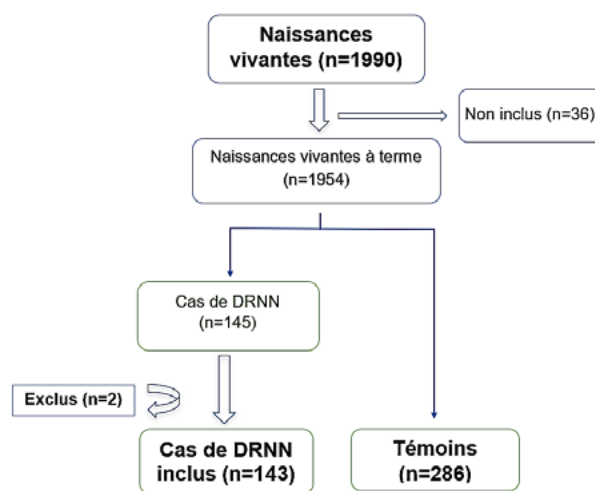 Naissances
vivantes (n=1990)
Non inclus (n=36)
Naissances vivantes à terme
(n=1954)
Cas de DRNN
(n=145)
Exclus (n=2)
Cas de DRNN
inclus (n=143)
Témoins
(n=286)